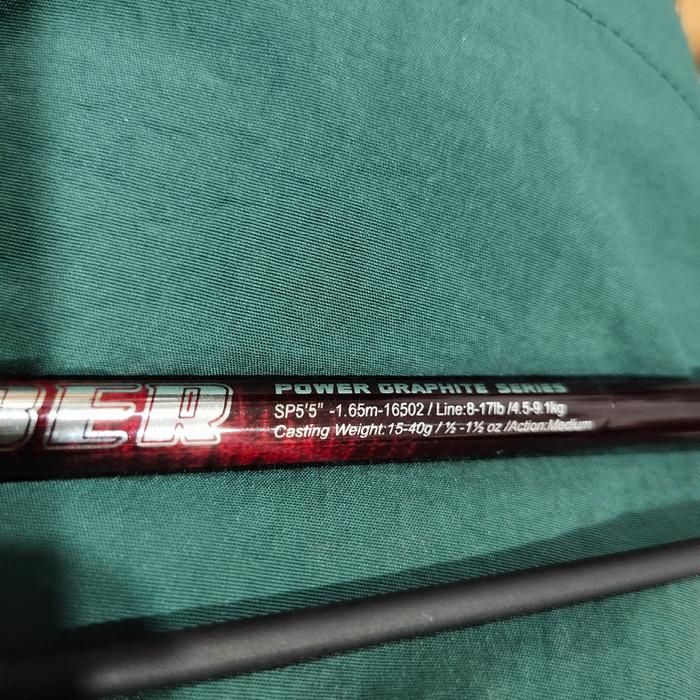 BER
POWER GRAPHITE SERIES
SP5'5" -1.65m-16502 / Line:8-17lb /4.5-9.1kg
Casting Weight:15-40g / ½ -1½ oz /Action:Medium